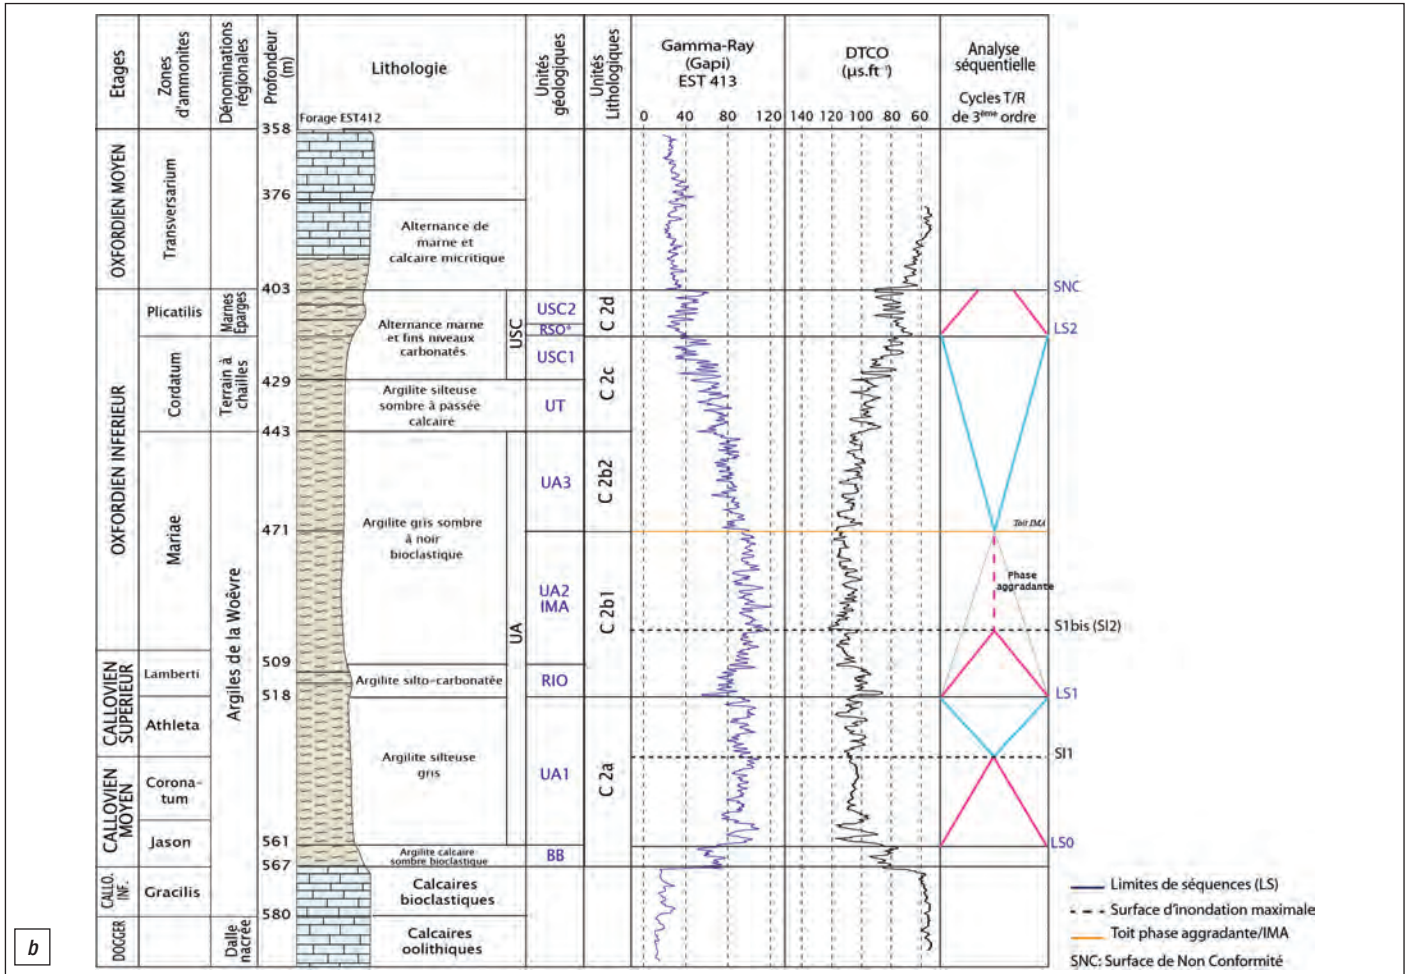 Etages
Zones
d'ammonites
Dénominations
régionales
Profondeur
(m)
Lithologie
Unités
géologiques
Unités
Lithologiques
Gamma-Ray
(Gapi)
EST 413
DTCO
(µs.ft⁻¹)
Analyse
séquentielle
Cycles T/R
de 3ème ordre
Forage EST412
0 40 80 120
140 120 100 80 60
358
376
403
429
443
471
509
518
561
567
580
OXFORDIEN MOYEN
OXFORDIEN INFERIEUR
CALLOVIEN
SUPERIEUR
CALLOVIEN
MOYEN
CALLO.
INF.
DOGGER
Transversarium
Plicatilis
Cordatum
Mariae
Lamberti
Athleta
Corona-
tum
Jason
Gracilis
Marnes
Eparges
Terrain à
chailles
Argiles de la Woëvre
Dalle
nacrée
Alternance de
marne et
calcaire micritique
Alternance marne
et fins niveaux
carbonatés
Argilite silteuse
sombre à passée
calcaire
Argilite gris sombre
à noir
bioclastique
Argilite silto-carbonatée
Argilite silteuse
gris
Argilite calcaire
sombre bioclastique
Calcaires
bioclastiques
Calcaires
oolithiques
USC
UA
USC2
RSO*
USC1
UT
UA3
UA2
IMA
RIO
UA1
BB
C 2d
C 2c
C 2b2
C 2b1
C 2a
SNC
LS2
Toit IMA
Phase
aggradante
S1bis (SI2)
LS1
SI1
LS0
Limites de séquences (LS)
Surface d'inondation maximale
Toit phase aggradante/IMA
SNC: Surface de Non Conformité
b